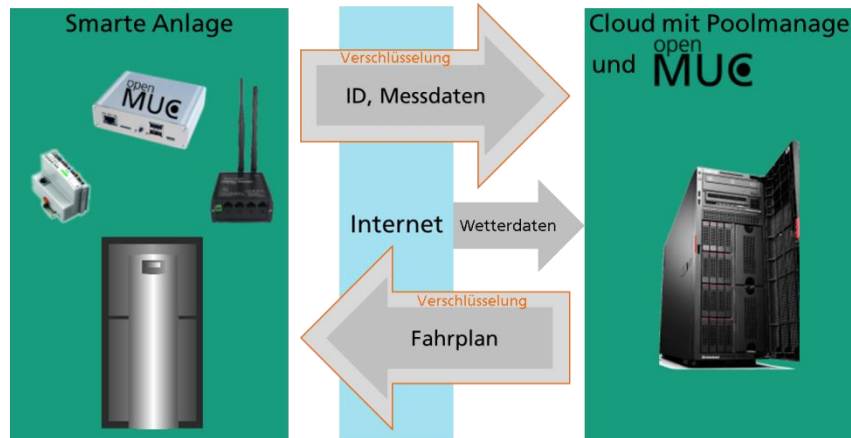 Smarte Anlage
open
MUC
Verschlüsselung
ID, Messdaten
Internet
Wetterdaten
Verschlüsselung
Fahrplan
Cloud mit Poolmanage
und open
MUC